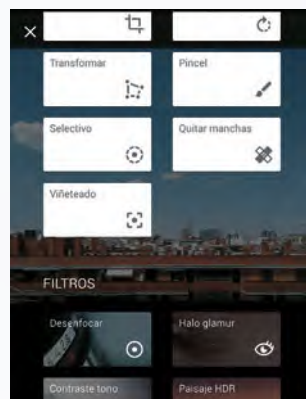 Transformar
Pincel
Selectivo
Quitar manchas
Viñeteado
FILTROS
Desenfocar
Halo glamur
Contraste tono
Paisaje HDR